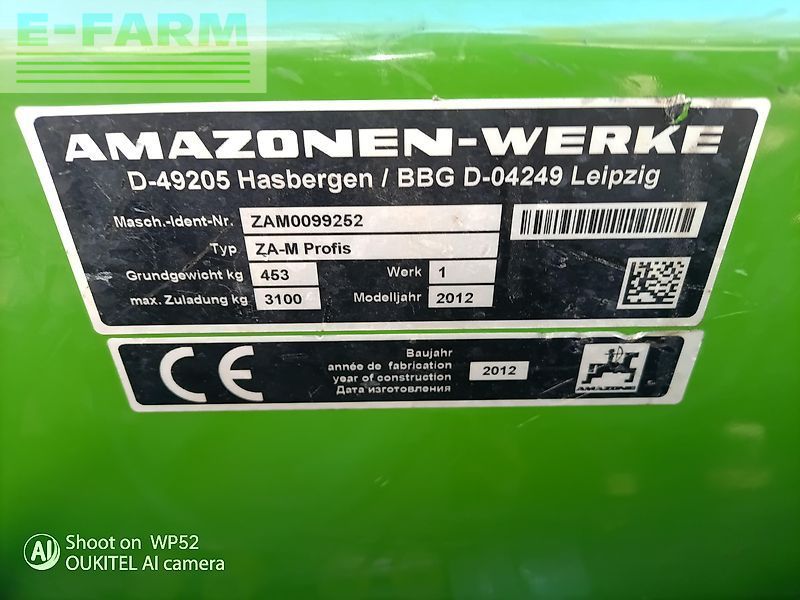 E-FARM
AMAZONEN-WERKE
D-49205 Hasbergen / BBG D-04249 Leipzig
Masch.-Ident-Nr. ZAM0099252
Typ ZA-M Profis
Grundgewicht kg 453 Werk 1
max. Zuladung kg 3100 Modelljahr 2012
CE
Baujahr
année de fabrication
year of construction
Дата изготовления
2012
AMAZONE
AI Shoot on WP52
OUKITEL AI camera